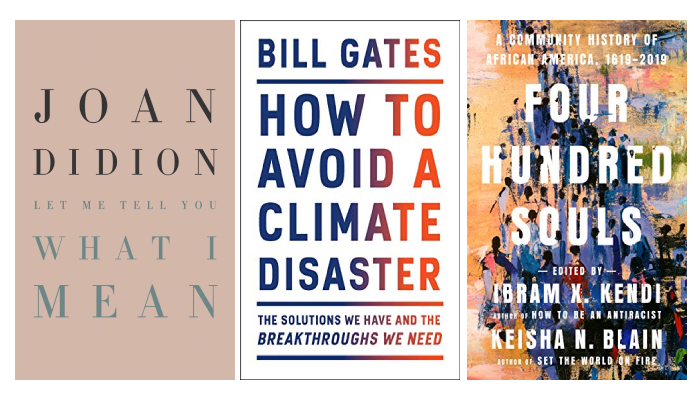 JOAN
DIDION
LET ME TELL YOU
WHAT I
MEAN
BILL GATES
HOW TO
AVOID A
CLIMATE
DISASTER
THE SOLUTIONS WE HAVE AND THE
BREAKTHROUGHS WE NEED
A COMMUNITY HISTORY OF
AFRICAN AMERICA, 1619–2019
FOUR
HUNDRED
SOULS
— EDITED BY —
IBRAM X. KENDI
AUTHOR OF HOW TO BE AN ANTIRACIST
KEISHA N. BLAIN
AUTHOR OF SET THE WORLD ON FIRE